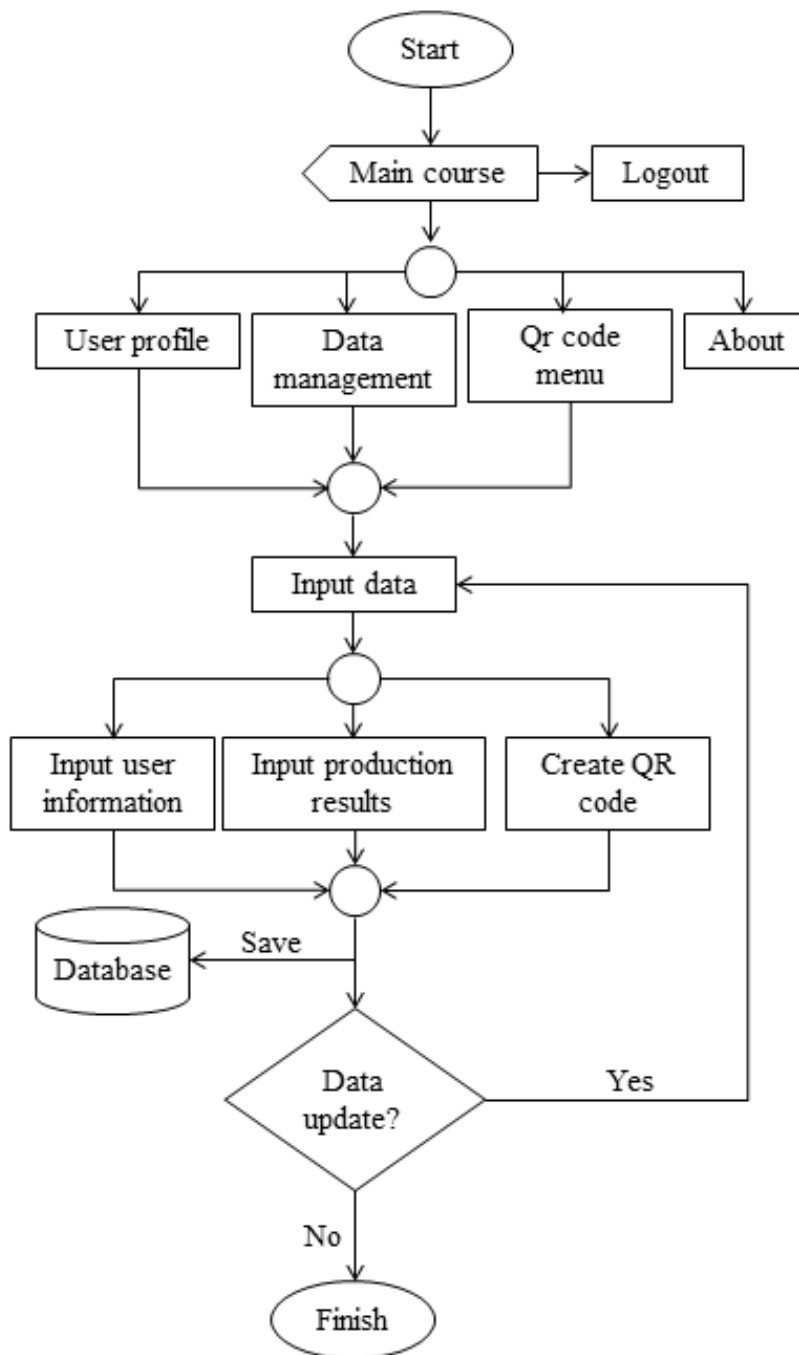 Start
Main course
Logout
User profile
Data
management
Qr code
menu
About
Input data
Input user
information
Input production
results
Create QR
code
Save
Database
Data
update?
Yes
No
Finish